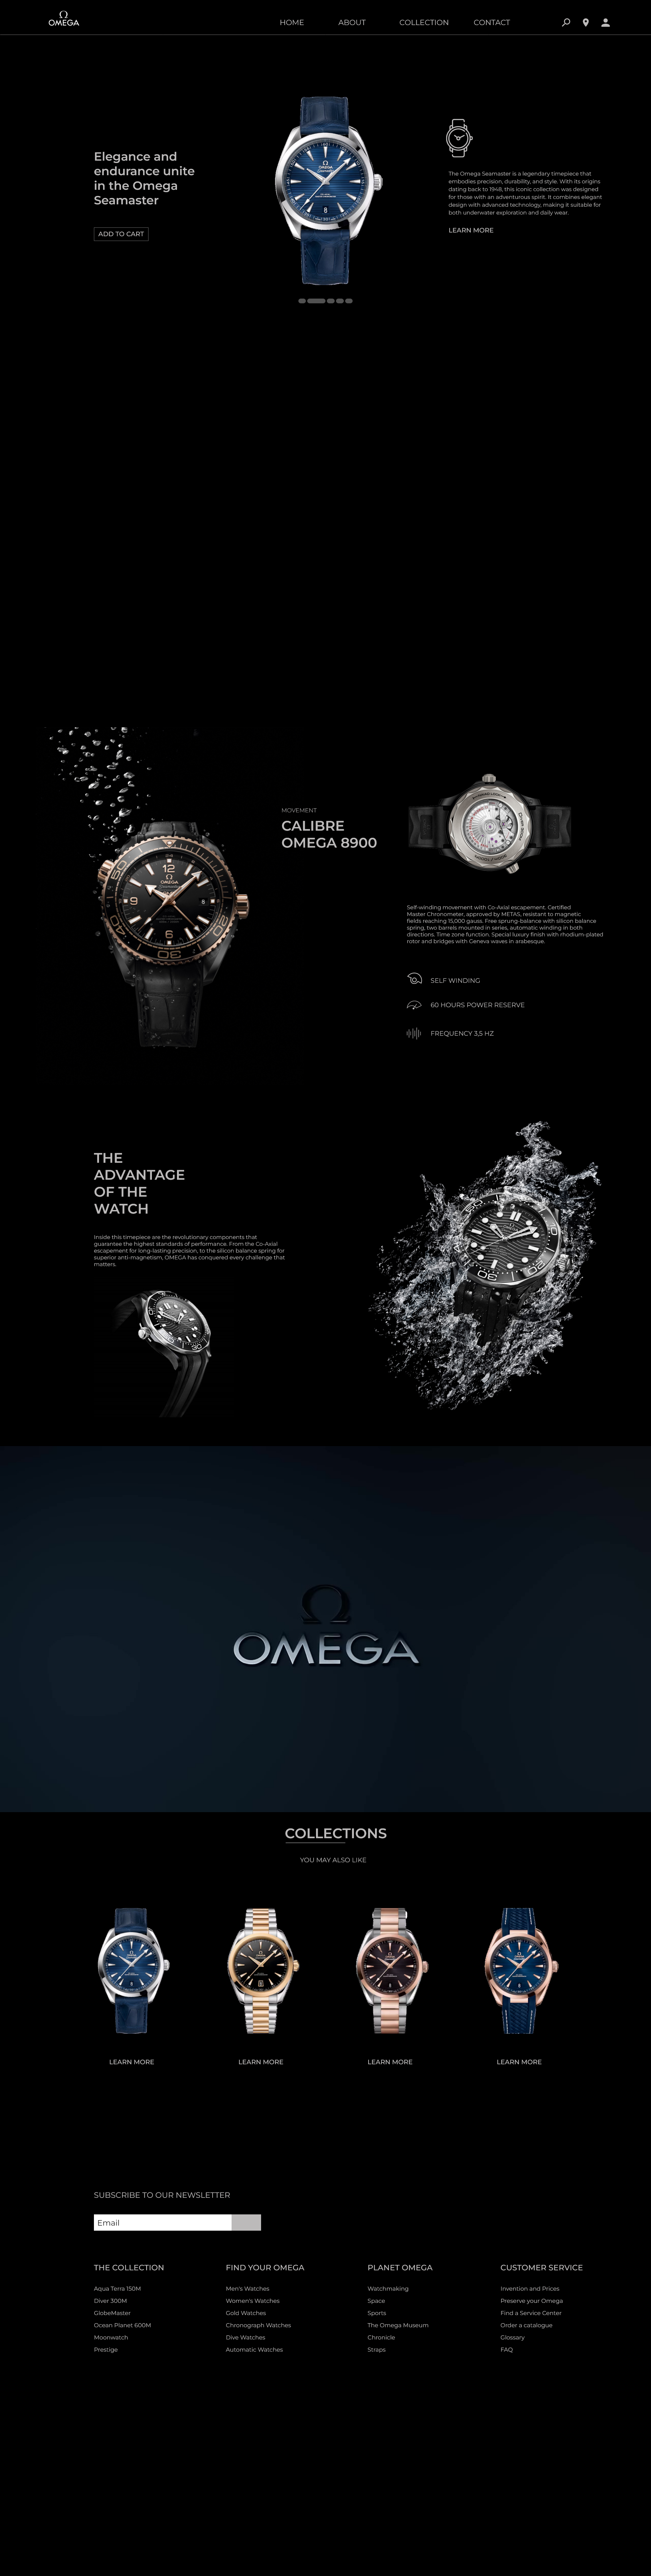 OMEGA
HOME
ABOUT
COLLECTION
CONTACT
Elegance and
endurance unite
in the Omega
Seamaster
ADD TO CART
OMEGA
Seamaster
8
The Omega Seamaster is a legendary timepiece that
embodies precision, durability, and style. With its origins
dating back to 1948, this iconic collection was designed
for those with an adventurous spirit. It combines elegant
design with advanced technology, making it suitable for
both underwater exploration and daily wear.
LEARN MORE
MOVEMENT
CALIBRE
OMEGA 8900
12
OMEGA
Seamaster
9
8
6
Self-winding movement with Co-Axial escapement. Certified
Master Chronometer, approved by METAS, resistant to magnetic
fields reaching 15,000 gauss. Free sprung-balance with silicon balance
spring, two barrels mounted in series, automatic winding in both
directions. Time zone function. Special luxury finish with rhodium-plated
rotor and bridges with Geneva waves in arabesque.
SELF WINDING
60 HOURS POWER RESERVE
FREQUENCY 3,5 HZ
THE
ADVANTAGE
OF THE
WATCH
Inside this timepiece are the revolutionary components that
guarantee the highest standards of performance. From the Co-Axial
escapement for long-lasting precision, to the silicon balance spring for
superior anti-magnetism, OMEGA has conquered every challenge that
matters.
OMEGA
COLLECTIONS
YOU MAY ALSO LIKE
LEARN MORE
LEARN MORE
LEARN MORE
LEARN MORE
SUBSCRIBE TO OUR NEWSLETTER
Email
THE COLLECTION
Aqua Terra 150M
Diver 300M
GlobeMaster
Ocean Planet 600M
Moonwatch
Prestige
FIND YOUR OMEGA
Men's Watches
Women's Watches
Gold Watches
Chronograph Watches
Dive Watches
Automatic Watches
PLANET OMEGA
Watchmaking
Space
Sports
The Omega Museum
Chronicle
Straps
CUSTOMER SERVICE
Invention and Prices
Preserve your Omega
Find a Service Center
Order a catalogue
Glossary
FAQ